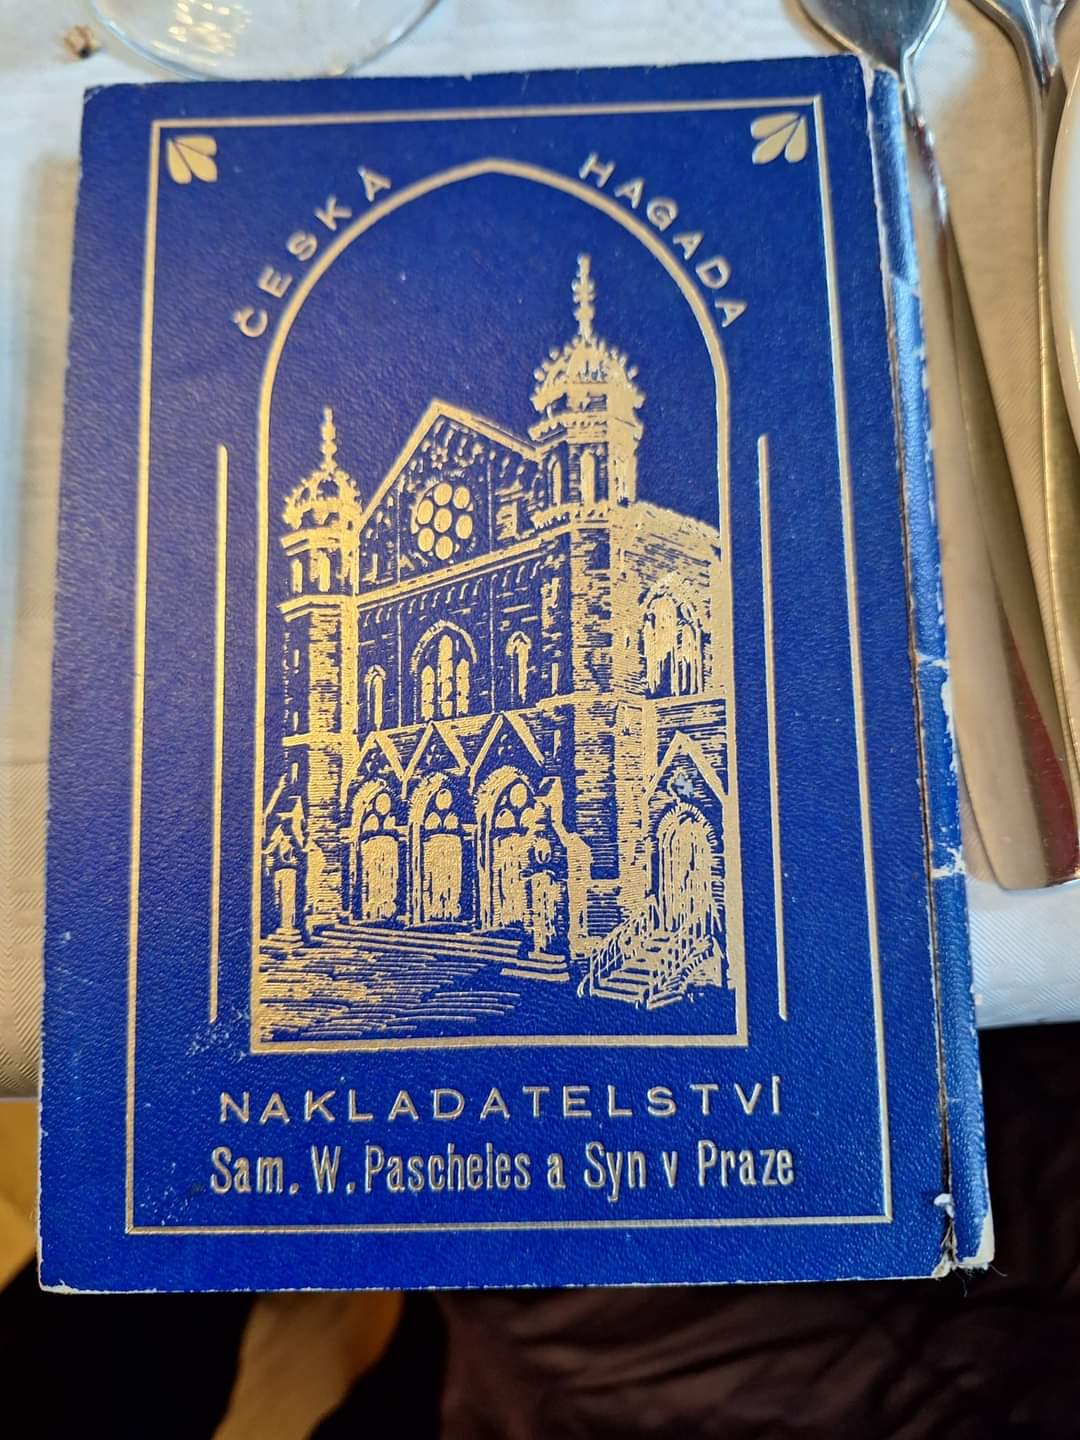 ČESKÁ HAGADA
NAKLADATELSTVÍ
Sam. W. Pascheles a Syn v Praze